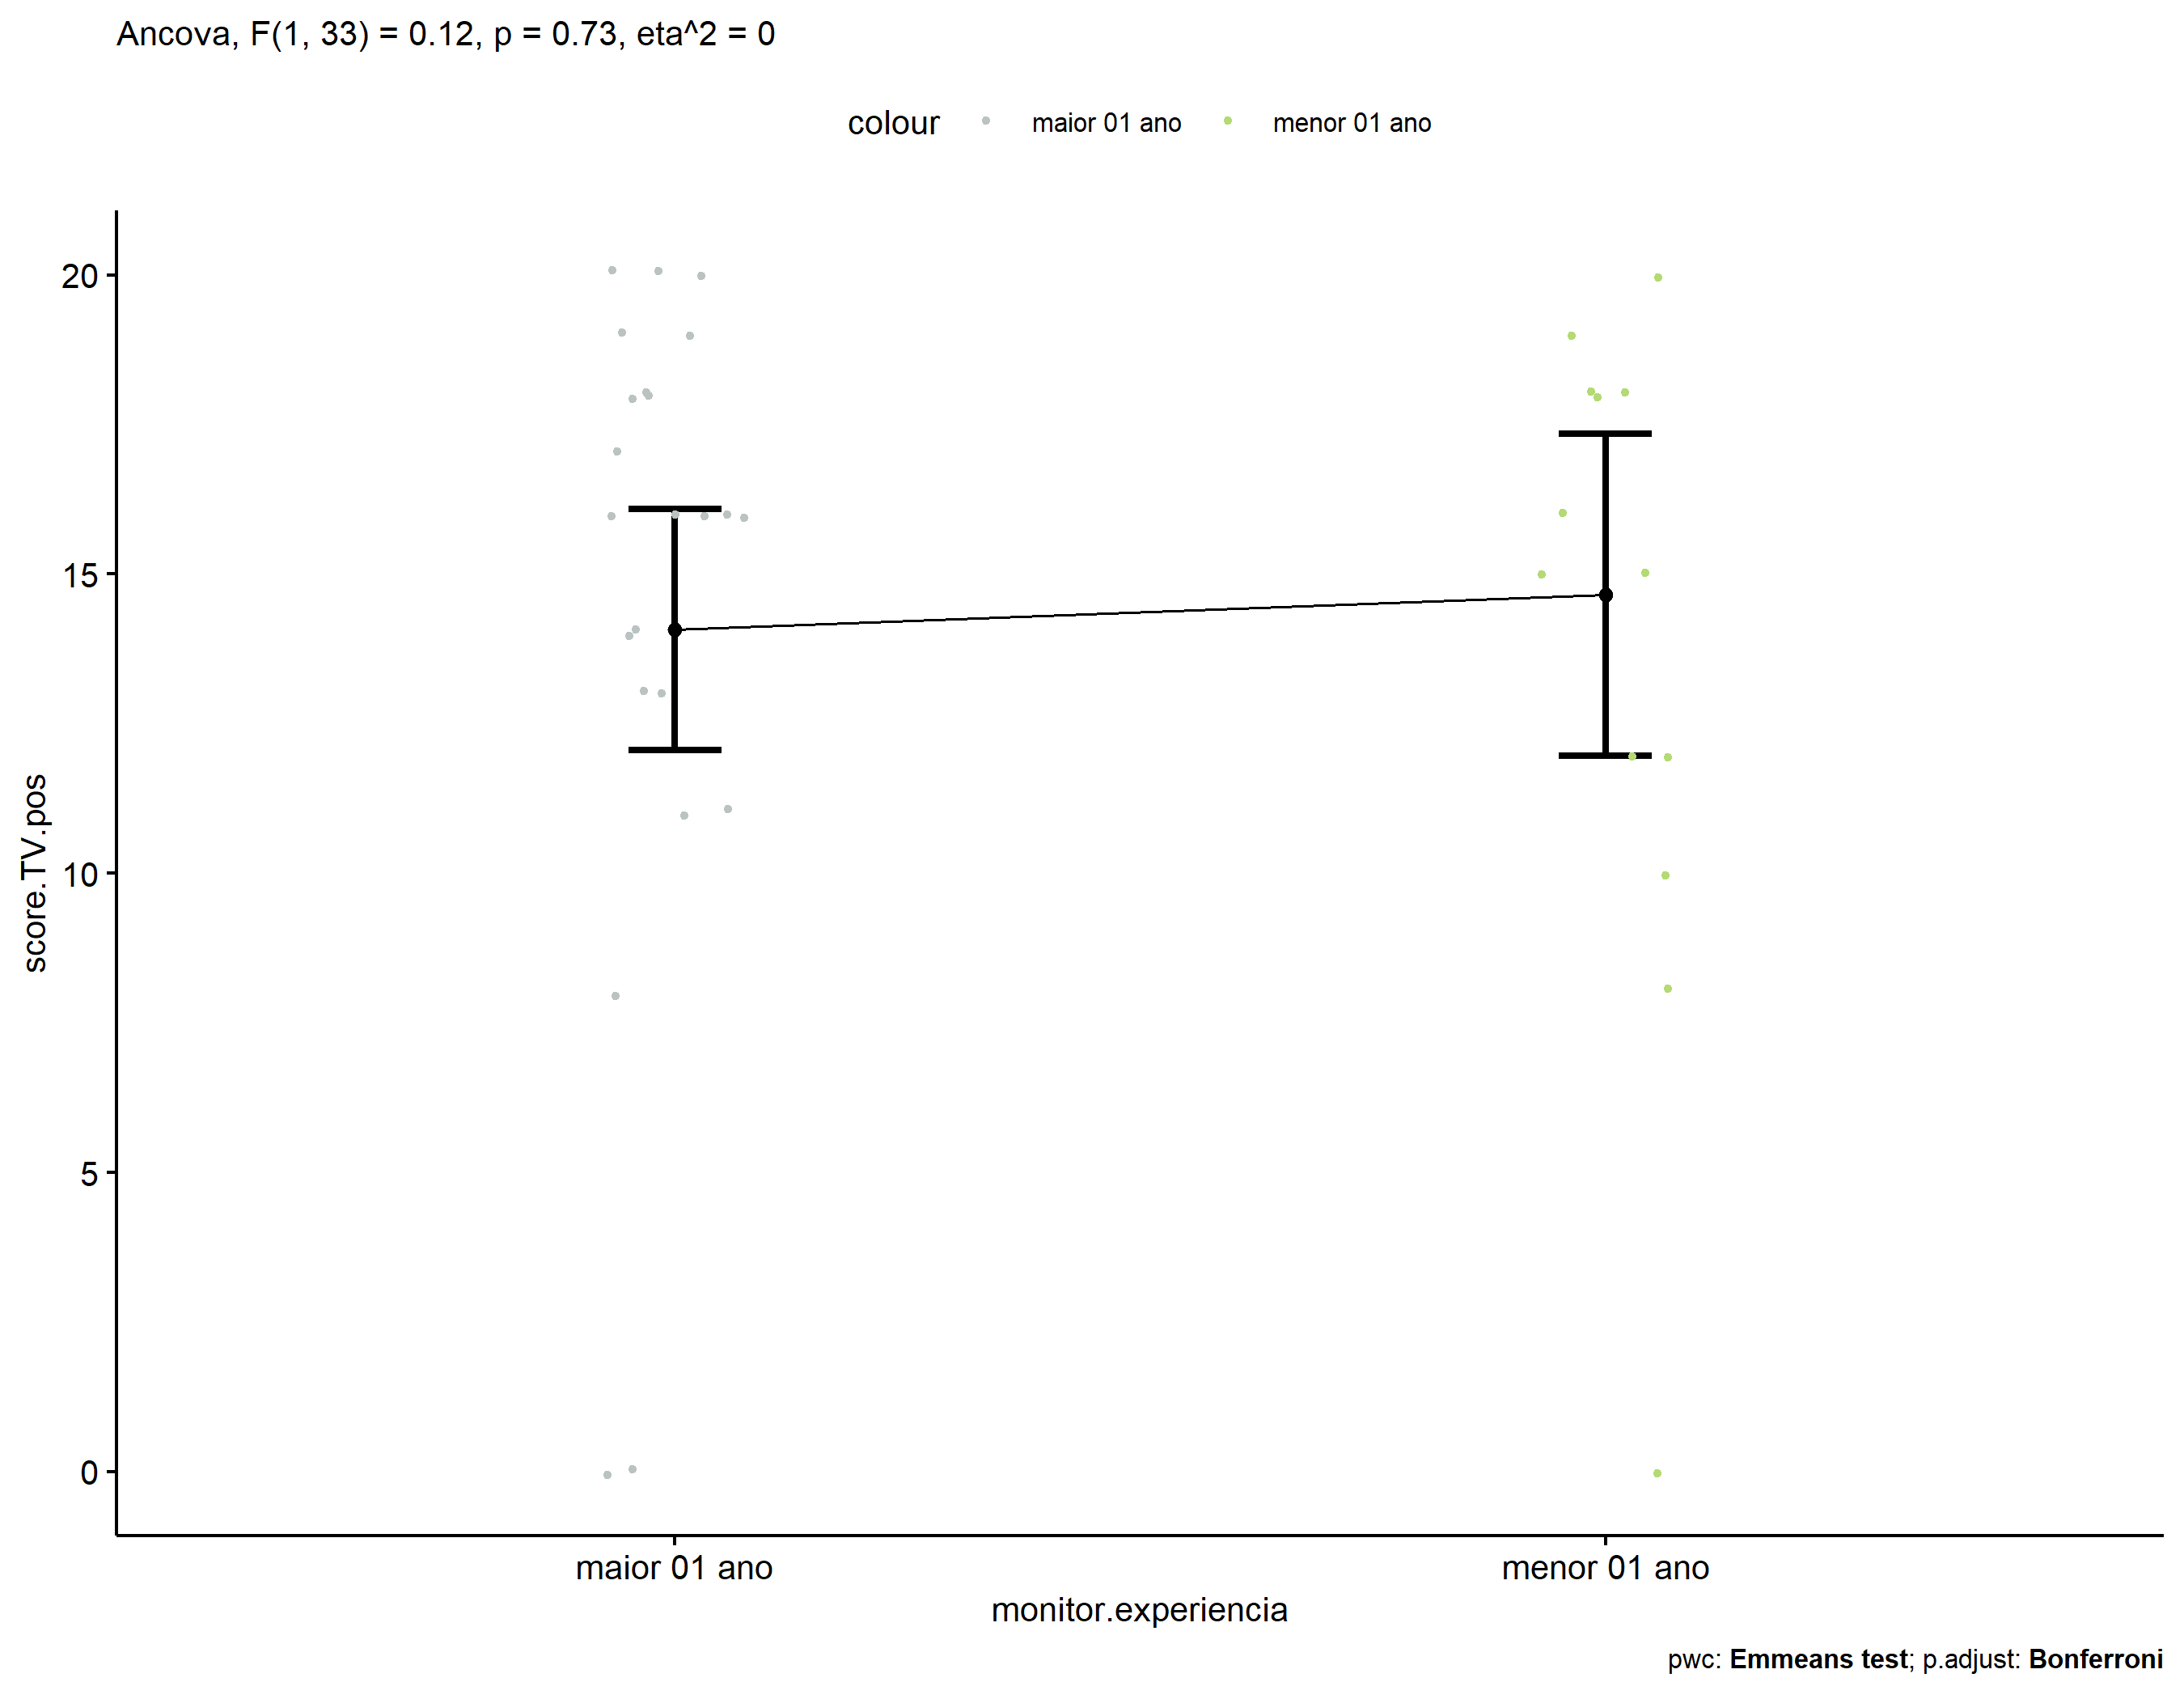 Ancova, F(1, 33) = 0.12, p = 0.73, eta^2 = 0
colour maior 01 ano menor 01 ano
20
15
10
5
0
score.TV.pos
maior 01 ano menor 01 ano
monitor.experiencia
pwc: Emmeans test; p.adjust: Bonferroni